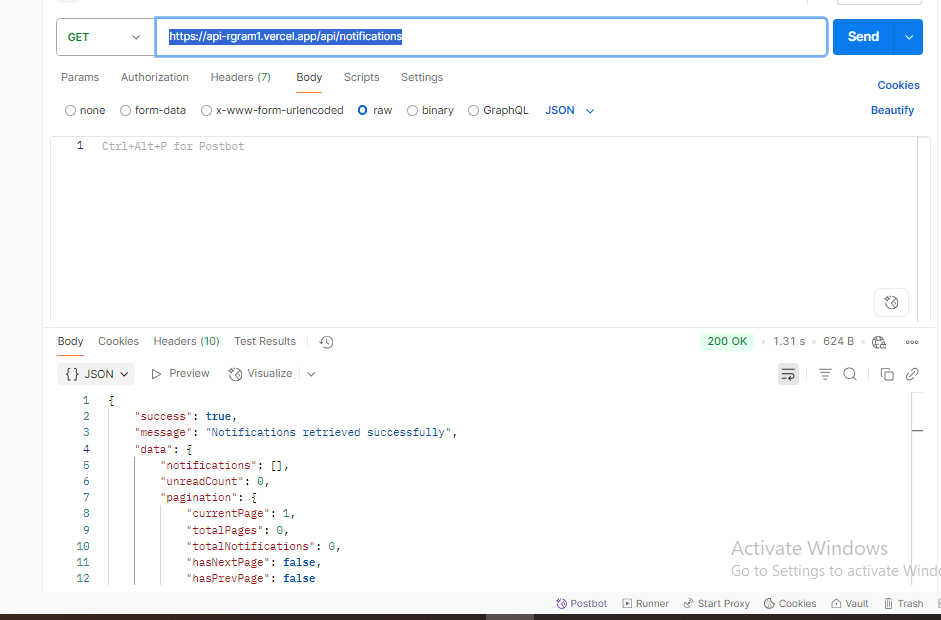 GET https://api-rgram1.vercel.app/api/notifications Send
Params Authorization Headers (7) Body Scripts Settings Cookies
none form-data x-www-form-urlencoded raw binary GraphQL JSON Beautify
1 Ctrl+Alt+P for Postbot
Body Cookies Headers (10) Test Results 200 OK 1.31 s 624 B
{} JSON Preview Visualize
1 {
2 "success": true,
3 "message": "Notifications retrieved successfully",
4 "data": {
5 "notifications": [],
6 "unreadCount": 0,
7 "pagination": {
8 "currentPage": 1,
9 "totalPages": 0,
10 "totalNotifications": 0,
11 "hasNextPage": false,
12 "hasPrevPage": false
Activate Windows
Go to Settings to activate Windo
Postbot Runner Start Proxy Cookies Vault Trash